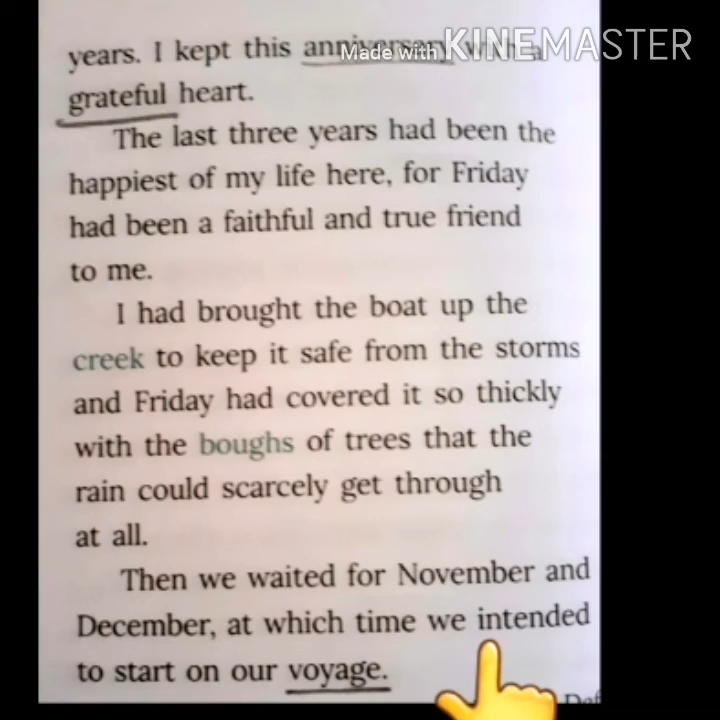 years. I kept this anniversary with a
Made with KINEMASTER
grateful heart.
The last three years had been the
happiest of my life here, for Friday
had been a faithful and true friend
to me.
I had brought the boat up the
creek to keep it safe from the storms
and Friday had covered it so thickly
with the boughs of trees that the
rain could scarcely get through
at all.
Then we waited for November and
December, at which time we intended
to start on our voyage.